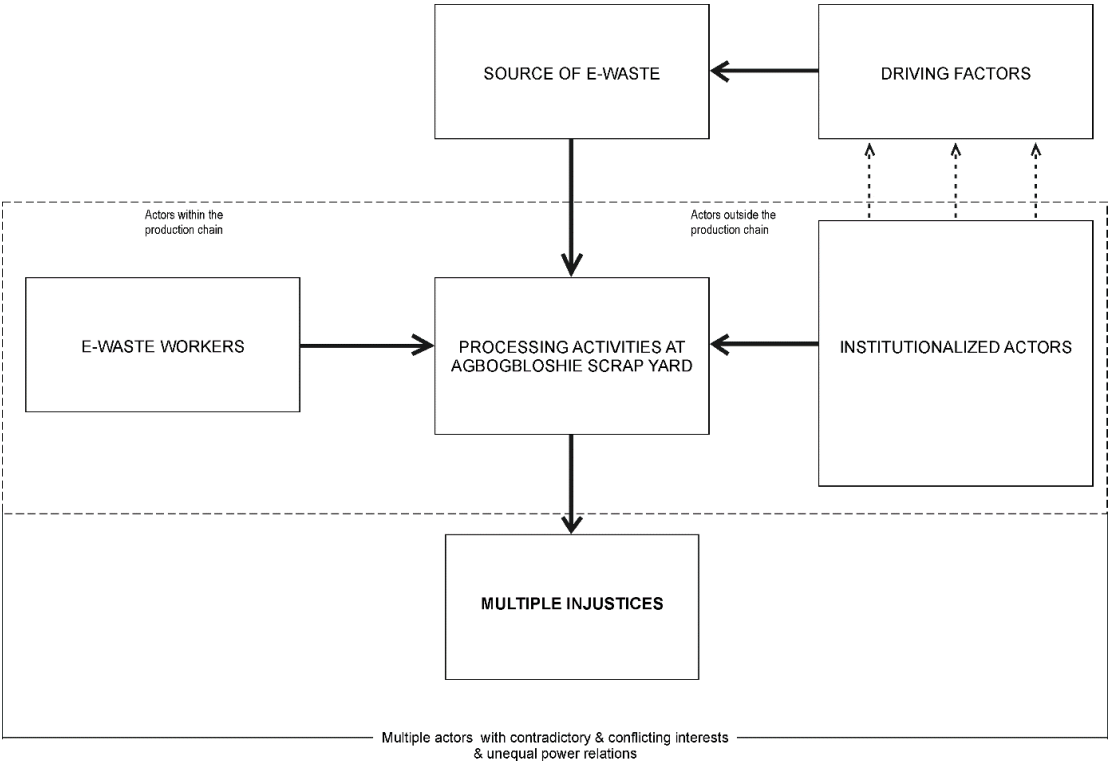 SOURCE OF E-WASTE
DRIVING FACTORS
Actors within the
production chain
Actors outside the
production chain
E-WASTE WORKERS
PROCESSING ACTIVITIES AT
AGBOGBLOSHIE SCRAP YARD
INSTITUTIONALIZED ACTORS
MULTIPLE INJUSTICES
Multiple actors with contradictory & conflicting interests
& unequal power relations